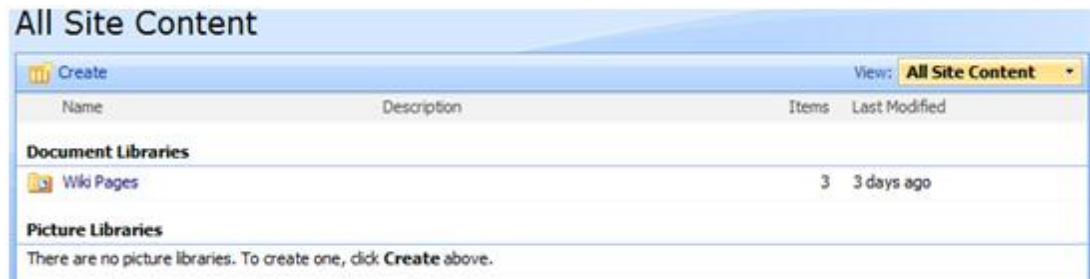 All Site Content
Create View: All Site Content
Name Description Items Last Modified
Document Libraries
Wiki Pages 3 3 days ago
Picture Libraries
There are no picture libraries. To create one, click Create above.